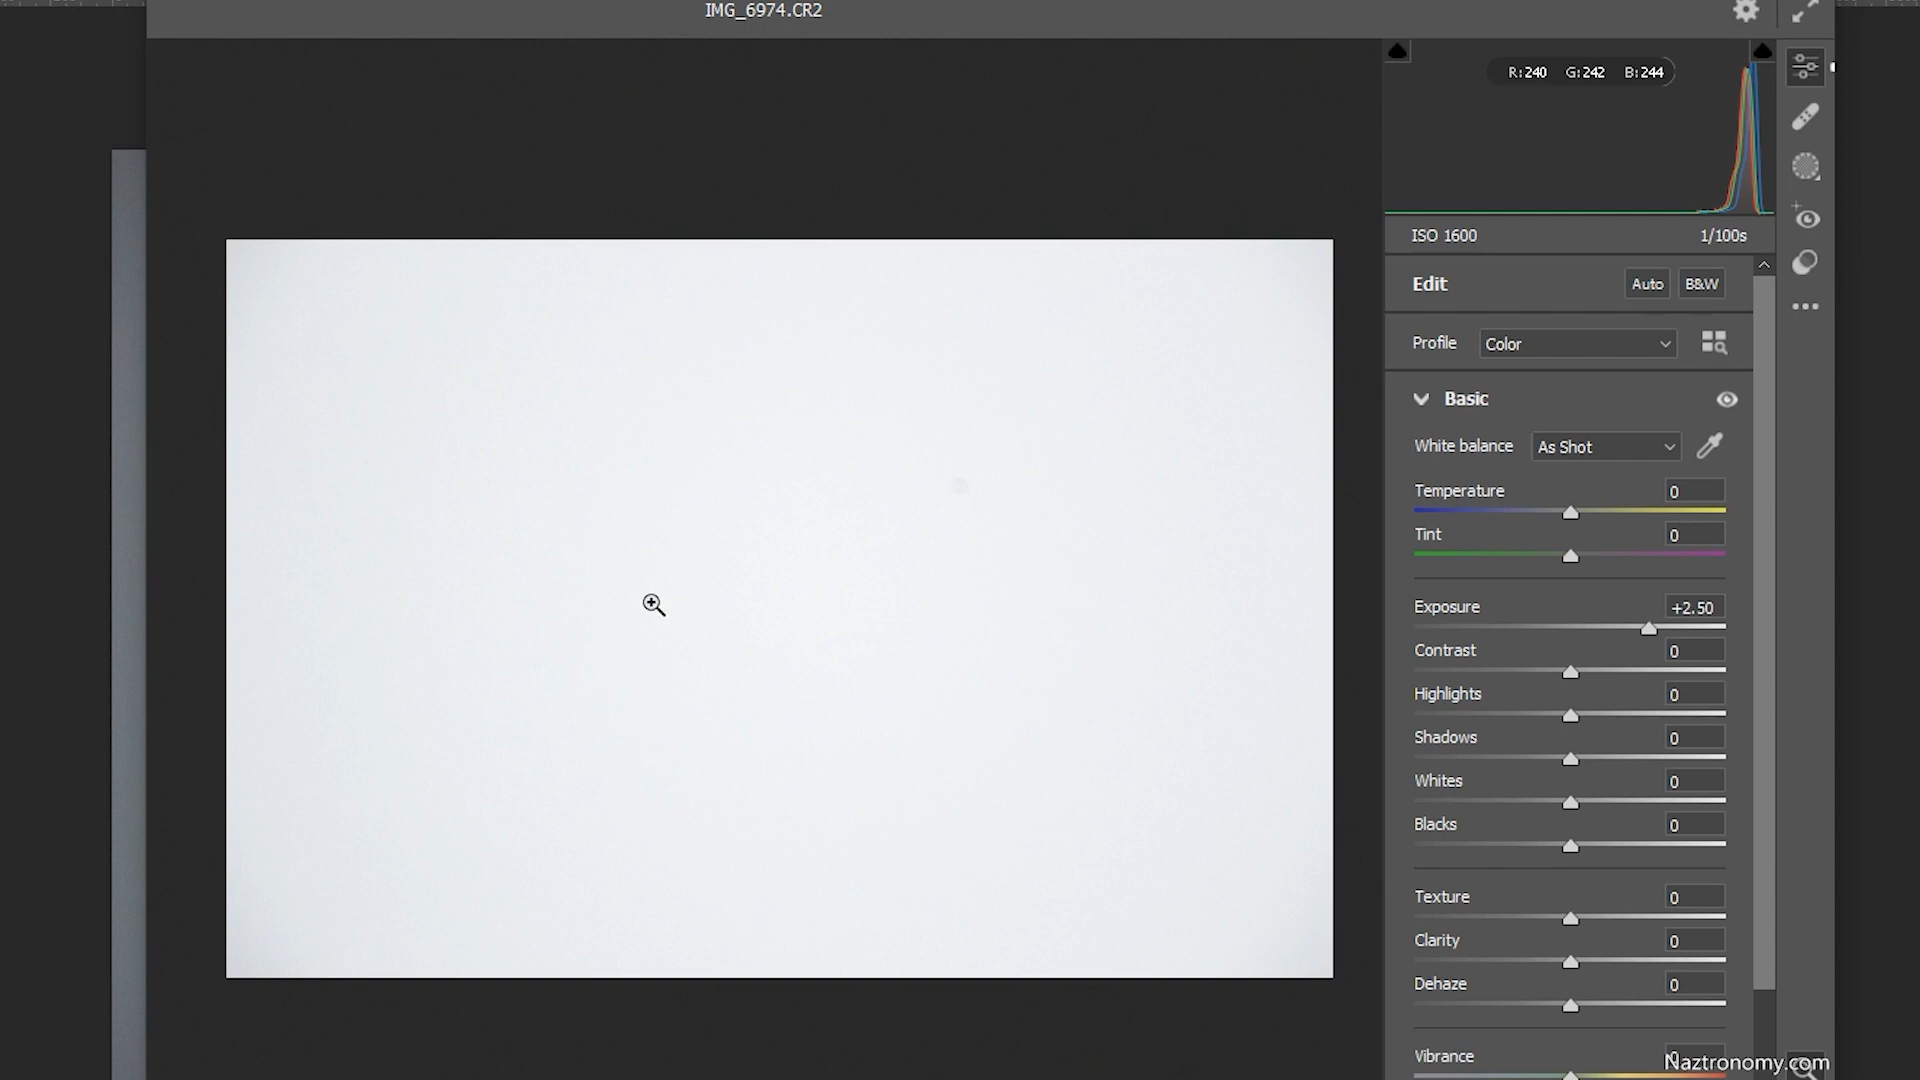 IMG_6974.CR2
R:240 G:242 B:244
ISO 1600 1/100s
Edit Auto B&W
Profile Color
Basic
White balance As Shot
Temperature 0
Tint 0
Exposure +2.50
Contrast 0
Highlights 0
Shadows 0
Whites 0
Blacks 0
Texture 0
Clarity 0
Dehaze 0
Vibrance 0
Naztronomy.com